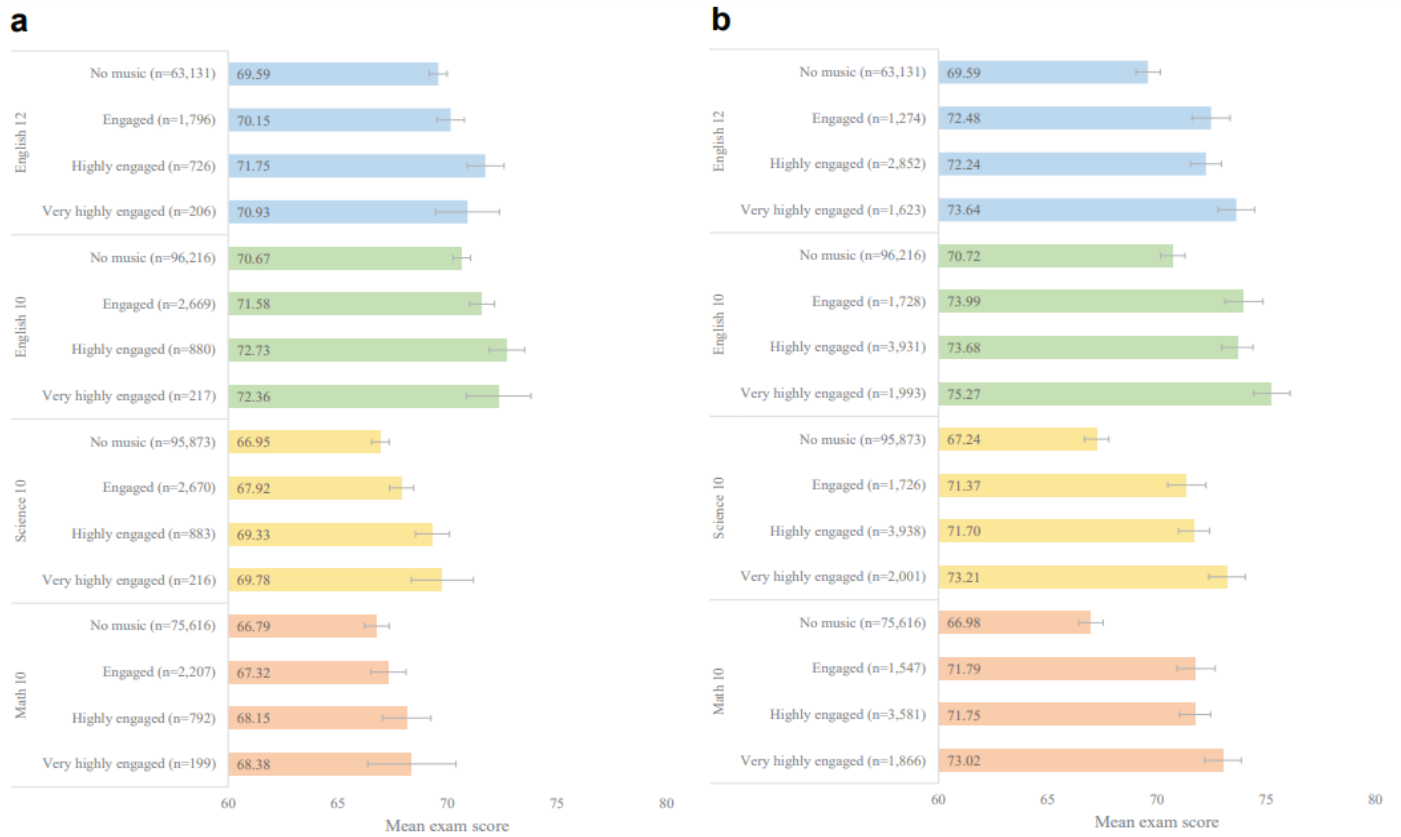 a
English 12
No music (n=63,131) 69.59
Engaged (n=1,796) 70.15
Highly engaged (n=726) 71.75
Very highly engaged (n=206) 70.93
English 10
No music (n=96,216) 70.67
Engaged (n=2,669) 71.58
Highly engaged (n=880) 72.73
Very highly engaged (n=217) 72.36
Science 10
No music (n=95,873) 66.95
Engaged (n=2,670) 67.92
Highly engaged (n=883) 69.33
Very highly engaged (n=216) 69.78
Math 10
No music (n=75,616) 66.79
Engaged (n=2,207) 67.32
Highly engaged (n=792) 68.15
Very highly engaged (n=199) 68.38
60 65 70 75 80
Mean exam score
b
English 12
No music (n=63,131) 69.59
Engaged (n=1,274) 72.48
Highly engaged (n=2,852) 72.24
Very highly engaged (n=1,623) 73.64
English 10
No music (n=96,216) 70.72
Engaged (n=1,728) 73.99
Highly engaged (n=3,931) 73.68
Very highly engaged (n=1,993) 75.27
Science 10
No music (n=95,873) 67.24
Engaged (n=1,726) 71.37
Highly engaged (n=3,938) 71.70
Very highly engaged (n=2,001) 73.21
Math 10
No music (n=75,616) 66.98
Engaged (n=1,547) 71.79
Highly engaged (n=3,581) 71.75
Very highly engaged (n=1,866) 73.02
60 65 70 75 80
Mean exam score